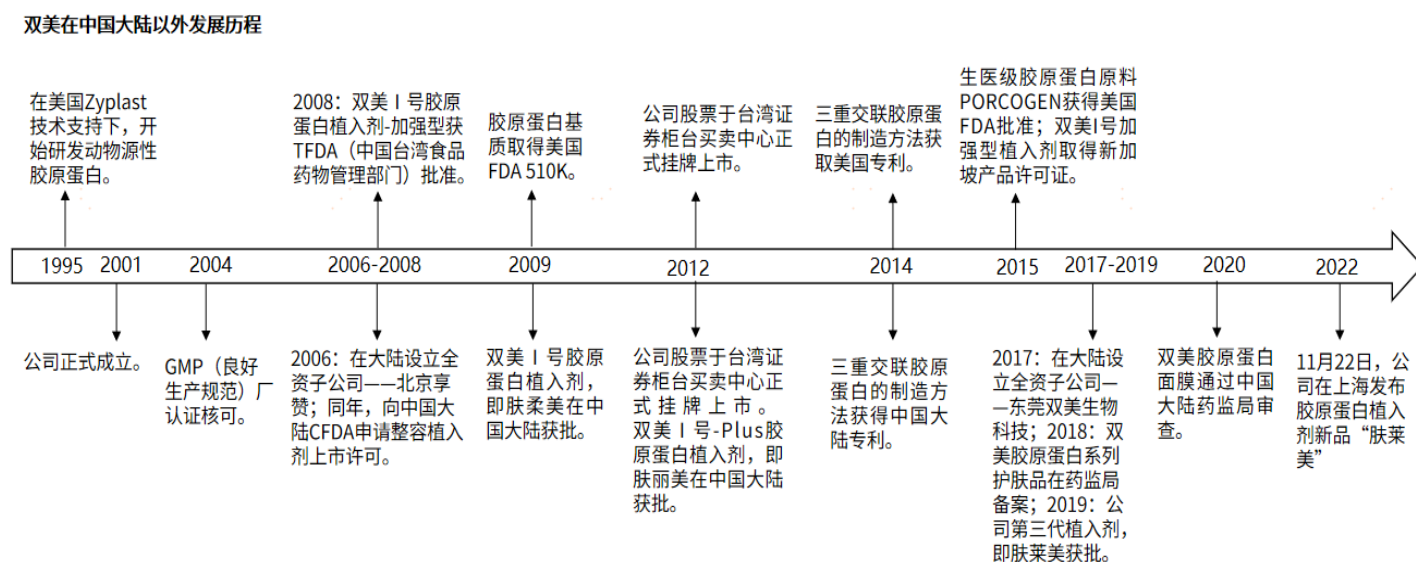 双美在中国大陆以外发展历程
在美国Zyplast
技术支持下，开
始研发动物源性
胶原蛋白。
2008：双美Ⅰ号胶原
蛋白植入剂-加强型获
TFDA（中国台湾食品
药物管理部门）批准。
胶原蛋白基
质取得美国
FDA 510K。
公司股票于台湾证
券柜台买卖中心正
式挂牌上市。
三重交联胶原蛋
白的制造方法获
取美国专利。
生医级胶原蛋白原料
PORCOGEN获得美国
FDA批准；双美I号加
强型植入剂取得新加
坡产品许可证。
1995
2001
2004
2006-2008
2009
2012
2014
2015
2017-2019
2020
2022
公司正式成立。
GMP（良好
生产规范）厂
认证核可。
2006：在大陆设立全
资子公司——北京享
赞；同年，向中国大
陆CFDA申请整容植入
剂上市许可。
双美Ⅰ号胶原
蛋白植入剂，
即肤柔美在中
国大陆获批。
公司股票于台湾证
券柜台买卖中心正
式挂牌上市。
双美Ⅰ号-Plus胶
原蛋白植入剂，即
肤丽美在中国大陆
获批。
三重交联胶原
蛋白的制造方
法获得中国大
陆专利。
2017：在大陆设
立全资子公司—
—东莞双美生物
科技；2018：双
美胶原蛋白系列
护肤品在药监局
备案；2019：公
司第三代植入剂，
即肤莱美获批。
双美胶原蛋白
面膜通过中国
大陆药监局审
查。
11月22日，公
司在上海发布
胶原蛋白植入
剂新品“肤莱
美”